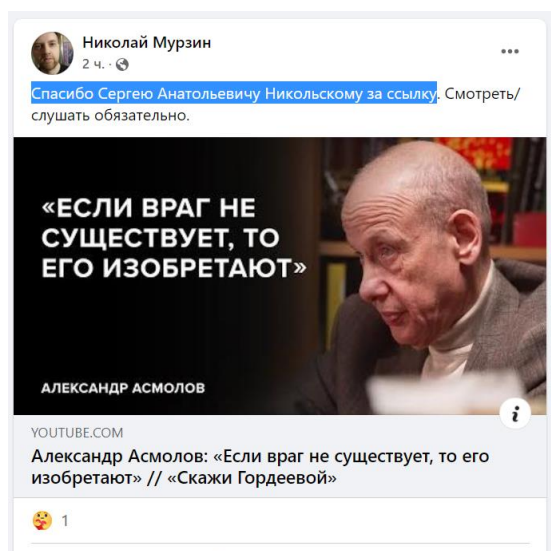 Николай Мурзин
2 ч. ·
Спасибо Сергею Анатольевичу Никольскому за ссылку. Смотреть/
слушать обязательно.
«ЕСЛИ ВРАГ НЕ
СУЩЕСТВУЕТ, ТО
ЕГО ИЗОБРЕТАЮТ»
АЛЕКСАНДР АСМОЛОВ
YOUTUBE.COM
Александр Асмолов: «Если враг не существует, то его
изобретают» // «Скажи Гордеевой»
1